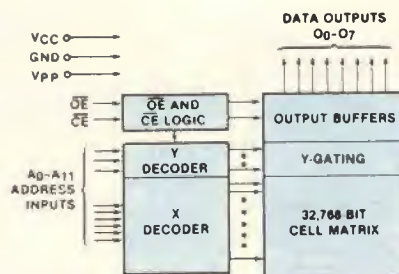 DATA OUTPUTS
O0-O7
VCC
GND
VPP
OE
CE
OE AND
CE LOGIC
OUTPUT BUFFERS
A0-A11
ADDRESS
INPUTS
Y
DECODER
Y-GATING
X
DECODER
32,768-BIT
CELL MATRIX